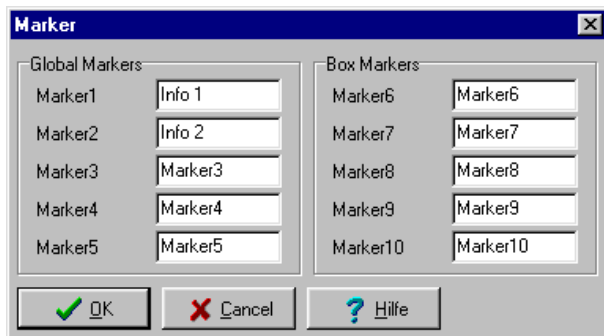 Marker
Global Markers
Marker1 Info 1
Marker2 Info 2
Marker3 Marker3
Marker4 Marker4
Marker5 Marker5
Box Markers
Marker6 Marker6
Marker7 Marker7
Marker8 Marker8
Marker9 Marker9
Marker10 Marker10
OK Cancel Hilfe